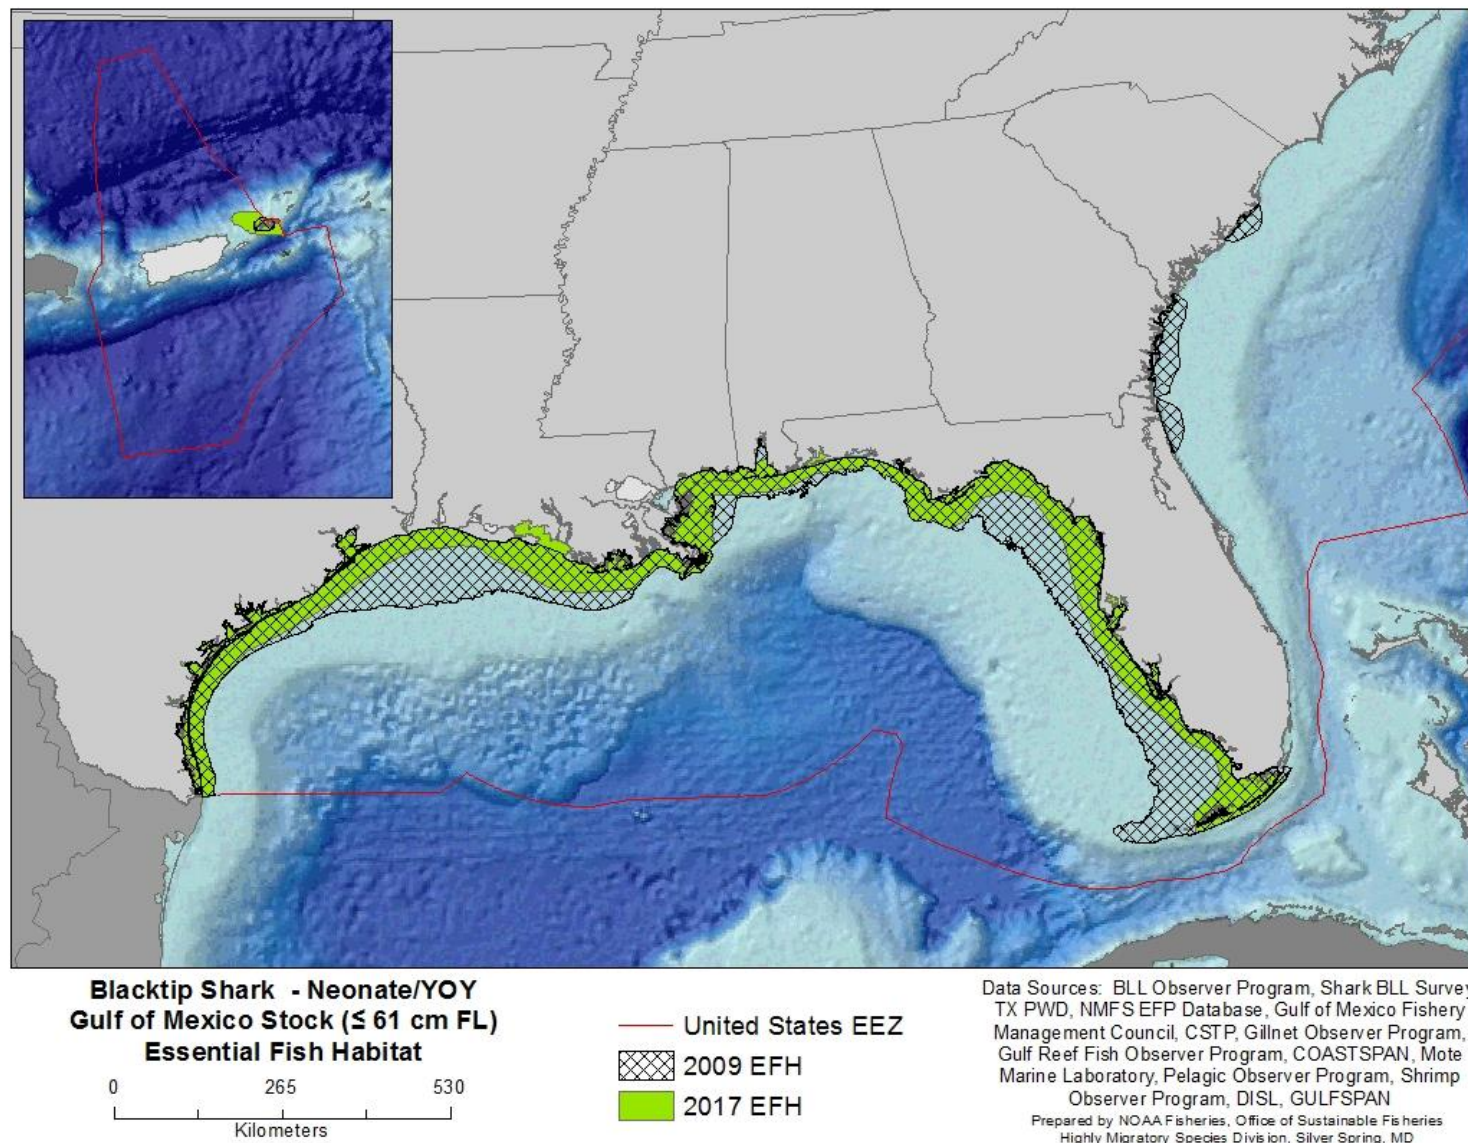 Blacktip Shark - Neonate/YOY
Gulf of Mexico Stock (≤ 61 cm FL)
Essential Fish Habitat
0 265 530
Kilometers
United States EEZ
2009 EFH
2017 EFH
Data Sources: BLL Observer Program, Shark BLL Survey
TX PWD, NMFS EFP Database, Gulf of Mexico Fishery
Management Council, CSTP, Gillnet Observer Program,
Gulf Reef Fish Observer Program, COASTSPAN, Mote
Marine Laboratory, Pelagic Observer Program, Shrimp
Observer Program, DISL, GULFSPAN
Prepared by NOAA Fisheries, Office of Sustainable Fisheries
Highly Migratory Species Division, Silver Spring, MD